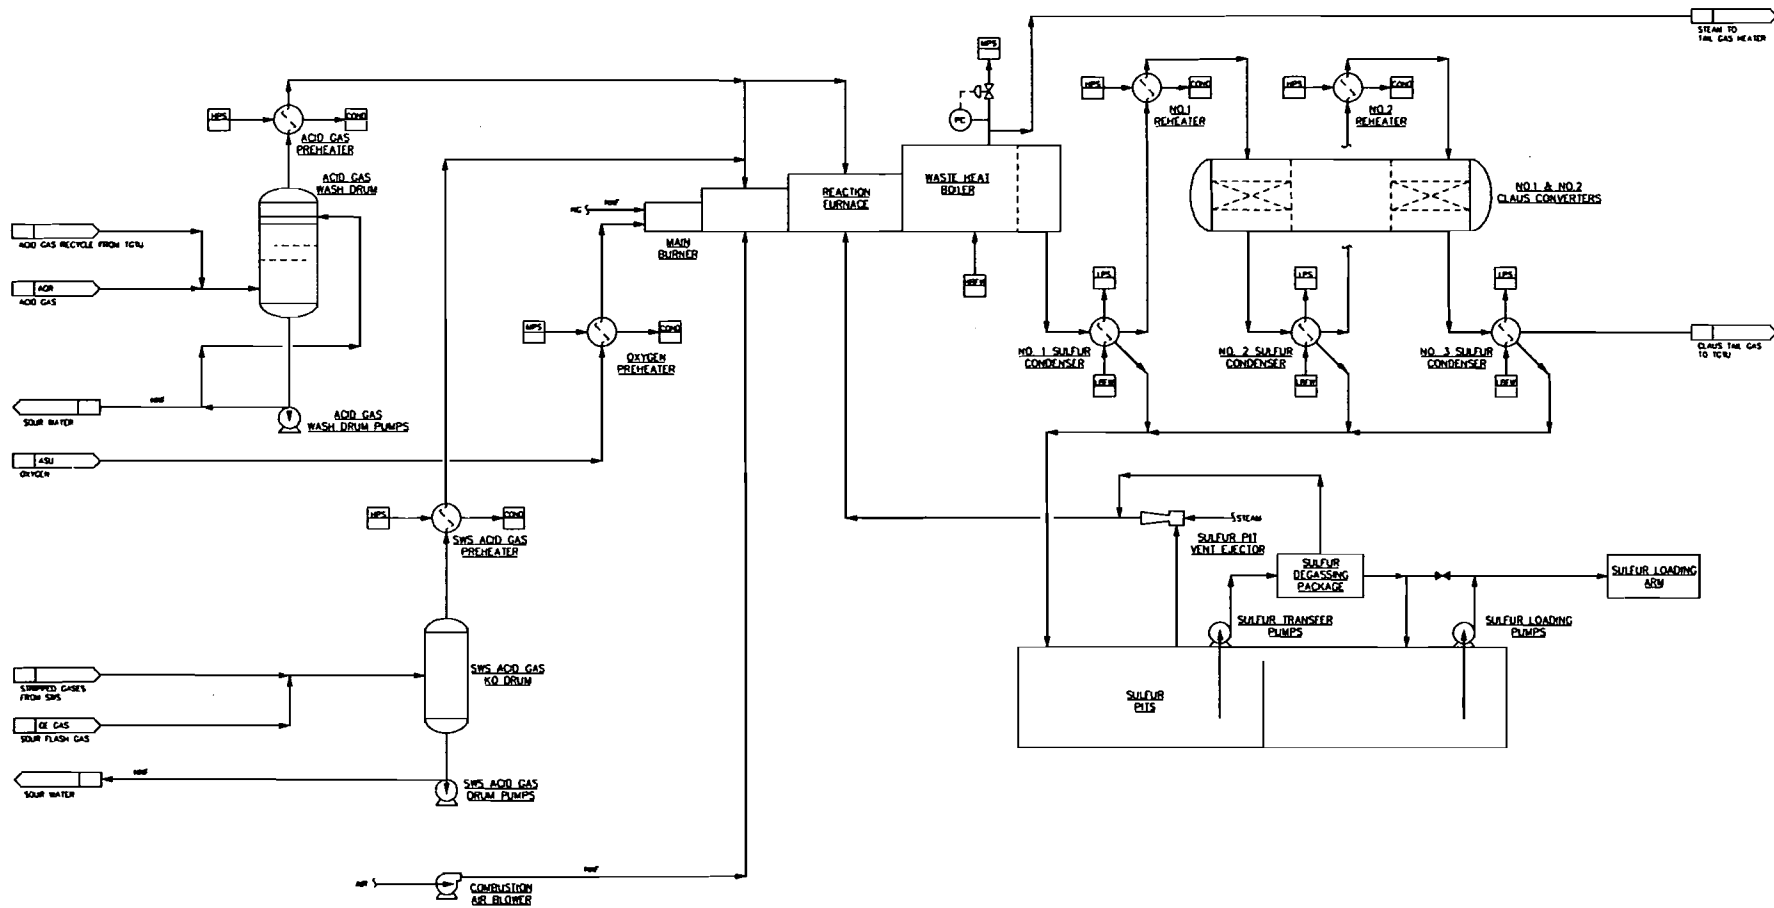 STEAM TO
TAIL GAS HEATER
MPS
HPS
COND
HPS
COND
PC
NO.1
REHEATER
NO.2
REHEATER
HPS
COND
ACID GAS
PREHEATER
ACID GAS
WASH DRUM
WASTE HEAT
BOILER
REACTION
FURNACE
NO.1 & NO.2
CLAUS CONVERTERS
MAIN
BURNER
ACID GAS RECYCLE FROM TGTU
AGR
ACID GAS
LPS
LPS
LPS
MPS
COND
OXYGEN
PREHEATER
NO. 1 SULFUR
CONDENSER
NO. 2 SULFUR
CONDENSER
NO. 3 SULFUR
CONDENSER
CLAUS TAIL GAS
TO TGTU
LBFW
LBFW
LBFW
SOUR WATER
ACID GAS
WASH DRUM PUMPS
ASU
OXYGEN
HPS
COND
SWS ACID GAS
PREHEATER
STEAM
SULFUR PIT
VENT EJECTOR
SULFUR
DEGASSING
PACKAGE
SULFUR LOADING
ARM
SULFUR TRANSFER
PUMPS
SULFUR LOADING
PUMPS
SWS ACID GAS
KO DRUM
STRIPPED GASES
FROM SWS
SULFUR
PITS
CE GAS
SOUR FLASH GAS
SOUR WATER
SWS ACID GAS
DRUM PUMPS
AIR
COMBUSTION
AIR BLOWER